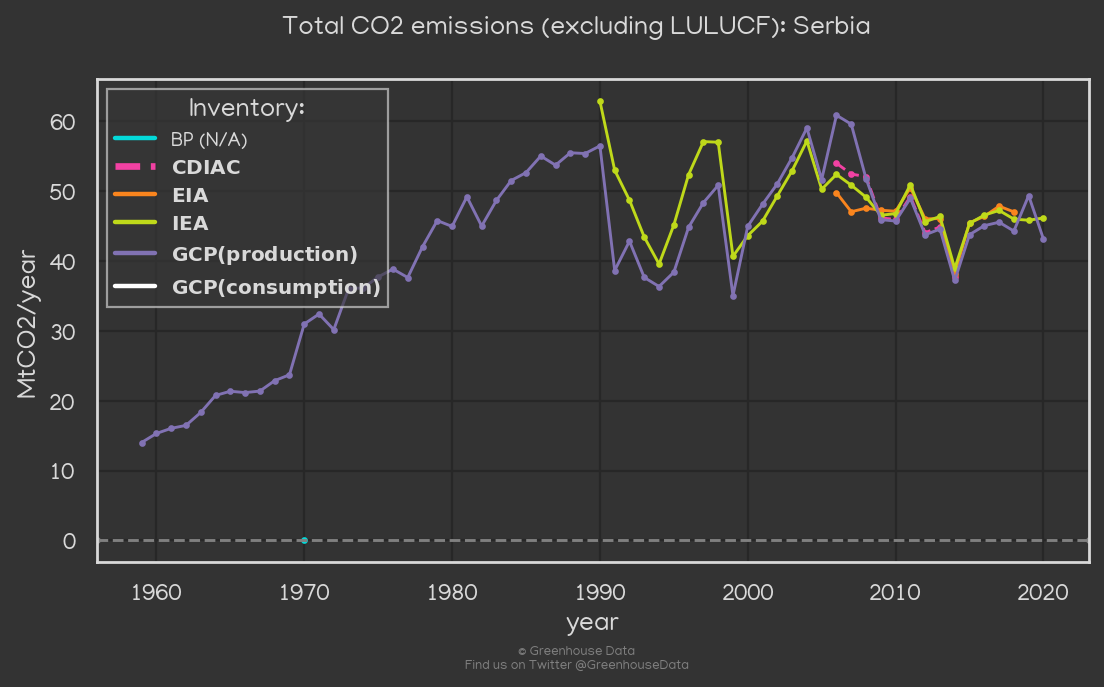 Total CO2 emissions (excluding LULUCF): Serbia
Inventory:
BP (N/A)
CDIAC
EIA
IEA
GCP(production)
GCP(consumption)
MtCO2/year
60
50
40
30
20
10
0
1960 1970 1980 1990 2000 2010 2020
year
© Greenhouse Data
Find us on Twitter @GreenhouseData